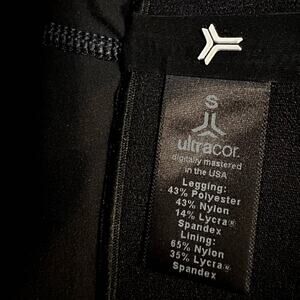 S
ultracor.
digitally mastered
in the USA
Legging:
43% Polyester
43% Nylon
14% Lycra®
Spandex
Lining:
65% Nylon
35% Lycra®
Spandex